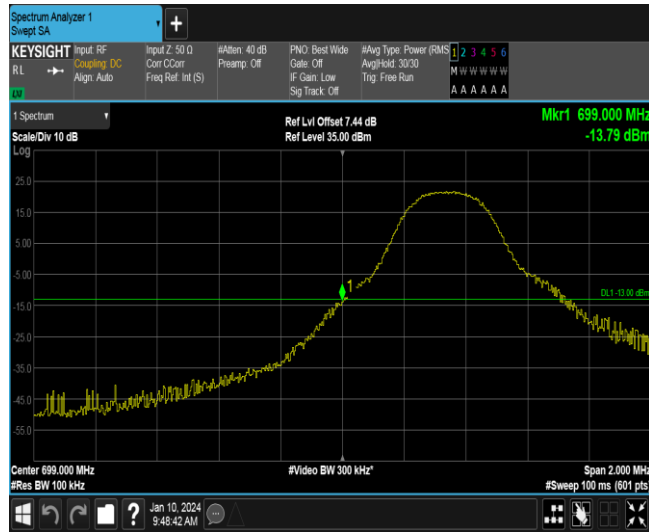 Spectrum Analyzer 1
Swept SA
KEYSIGHT
RL
LXI
Input: RF
Coupling: DC
Align: Auto
Input Z: 50 Ω
Corr CCorr
Freq Ref: Int (S)
#Atten: 40 dB
Preamp: Off
PNO: Best Wide
Gate: Off
IF Gain: Low
Sig Track: Off
#Avg Type: Power (RMS
Avg|Hold: 30/30
Trig: Free Run
1 2 3 4 5 6
M W W W W W
A A A A A A
1 Spectrum
Scale/Div 10 dB
Ref Lvl Offset 7.44 dB
Ref Level 35.00 dBm
Mkr1 699.000 MHz
-13.79 dBm
Log
25.0
15.0
5.00
-5.00
-15.0
-25.0
-35.0
-45.0
-55.0
1
DL1 -13.00 dBm
Center 699.000 MHz
#Res BW 100 kHz
#Video BW 300 kHz*
Span 2.000 MHz
#Sweep 100 ms (601 pts)
?
Jan 10, 2024
9:48:42 AM